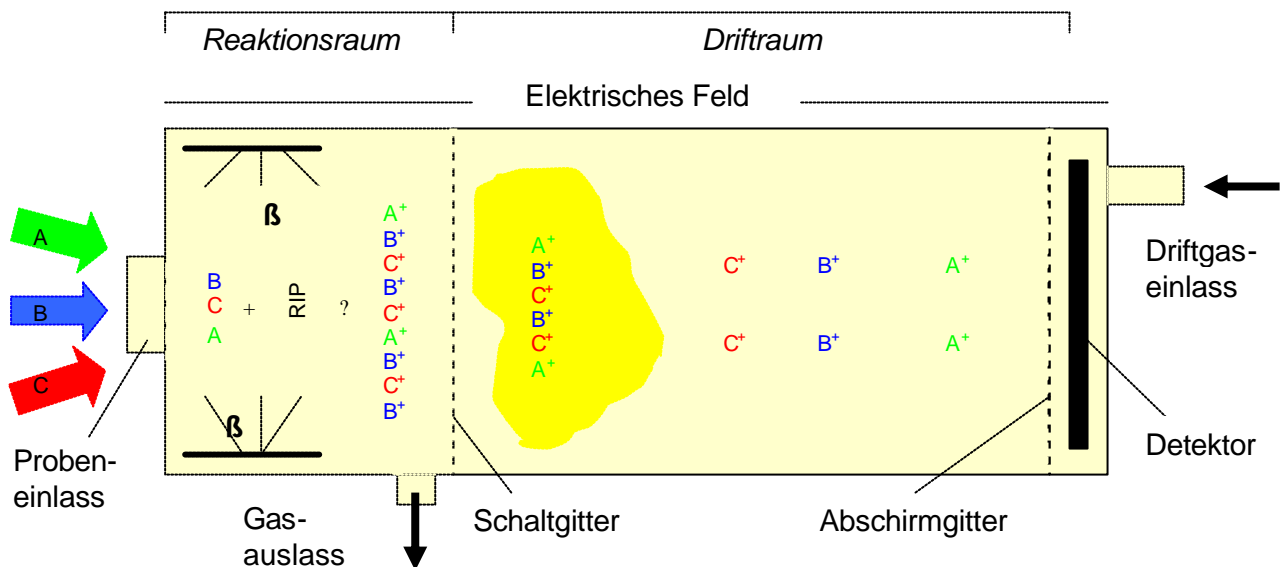 Reaktionsraum
Driftraum
Elektrisches Feld
A
B
C
B
C
A
+
RIP
?
ß
ß
A+
B+
C+
B+
C+
A+
B+
C+
B+
A+
B+
C+
B+
C+
A+
C+ B+ A+
C+ B+ A+
Driftgas-
einlass
Detektor
Proben-
einlass
Gas-
auslass
Schaltgitter
Abschirmgitter